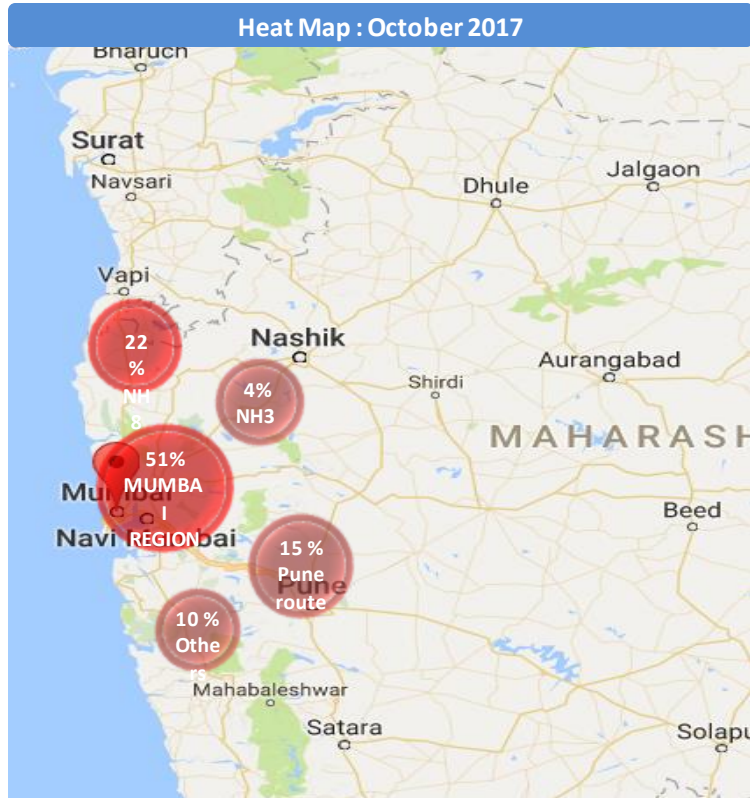 Heat Map : October 2017
Bharuch
Surat
Navsari
Jalgaon
Dhule
Vapi
22
%
NH
8
Nashik
Aurangabad
Shirdi
4%
NH3
MAHARASH
51%
MUMBA
I
REGION
Mumbai
Navi Mumbai
Beed
15 %
Pune
route
Pune
10 %
Othe
rs
Mahabaleshwar
Satara
Solapu